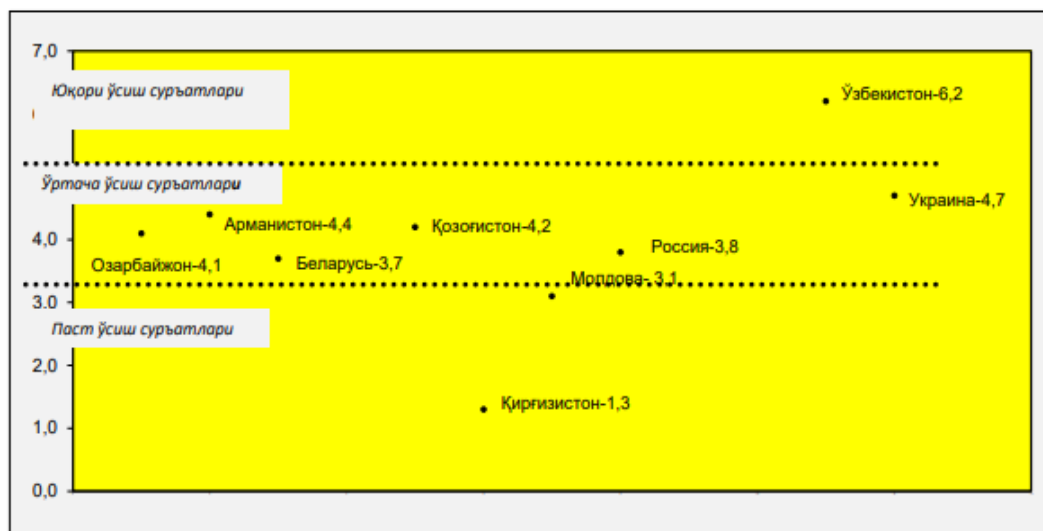 7,0
Юқори ўсиш суръатлари
Ўзбекистон-6,2
Ўртача ўсиш суръатлари
Украина-4,7
Арманистон-4,4
Қозоғистон-4,2
4,0
Россия-3,8
Озарбайжон-4,1
Беларусь-3,7
Молдова- 3,1
3.0
Паст ўсиш суръатлари
2,0
Қирғизистон-1,3
1,0
0,0